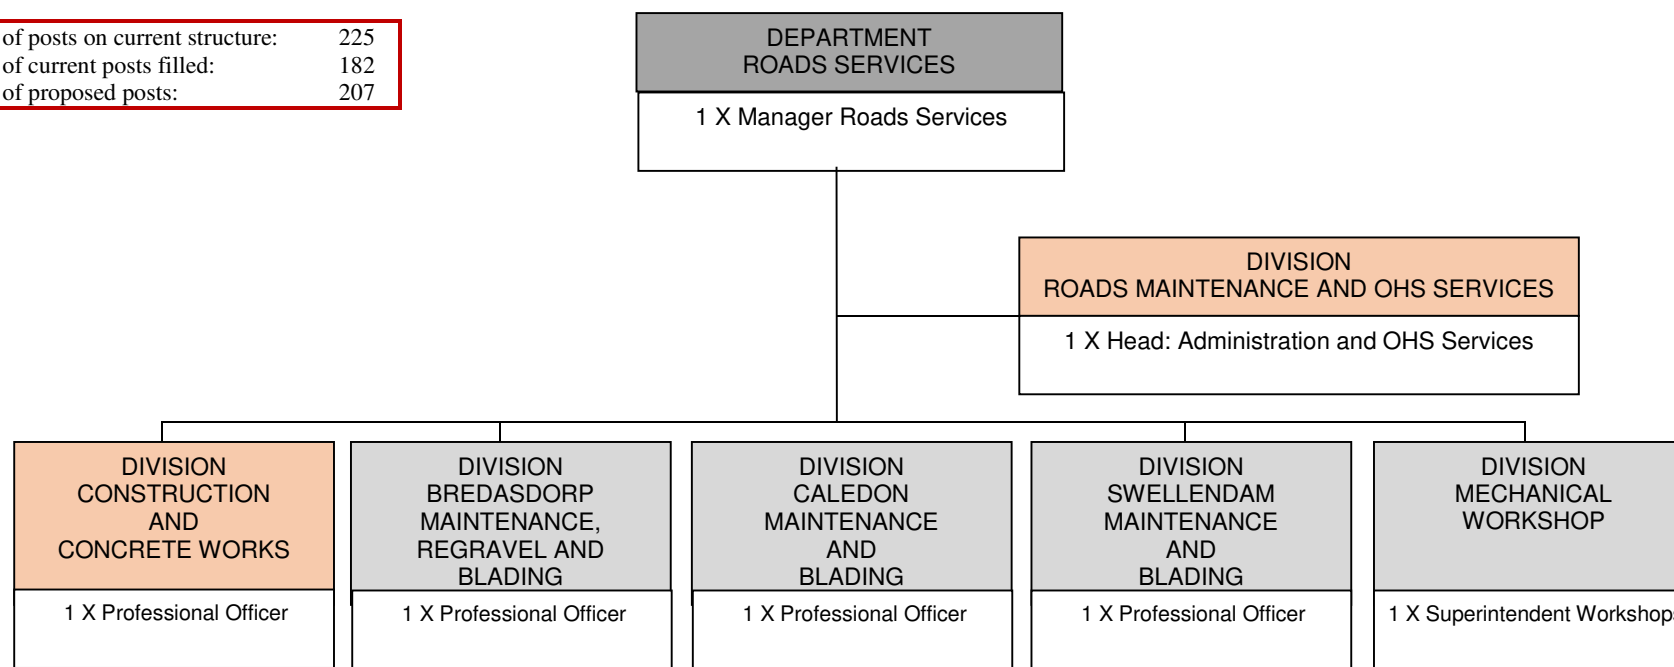 of posts on current structure: 225
of current posts filled: 182
of proposed posts: 207
DEPARTMENT
ROADS SERVICES
1 X Manager Roads Services
DIVISION
ROADS MAINTENANCE AND OHS SERVICES
1 X Head: Administration and OHS Services
DIVISION
CONSTRUCTION
AND
CONCRETE WORKS
1 X Professional Officer
DIVISION
BREDASDORP
MAINTENANCE,
REGRAVEL AND
BLADING
1 X Professional Officer
DIVISION
CALEDON
MAINTENANCE
AND
BLADING
1 X Professional Officer
DIVISION
SWELLENDAM
MAINTENANCE
AND
BLADING
1 X Professional Officer
DIVISION
MECHANICAL
WORKSHOP
1 X Superintendent Workshops